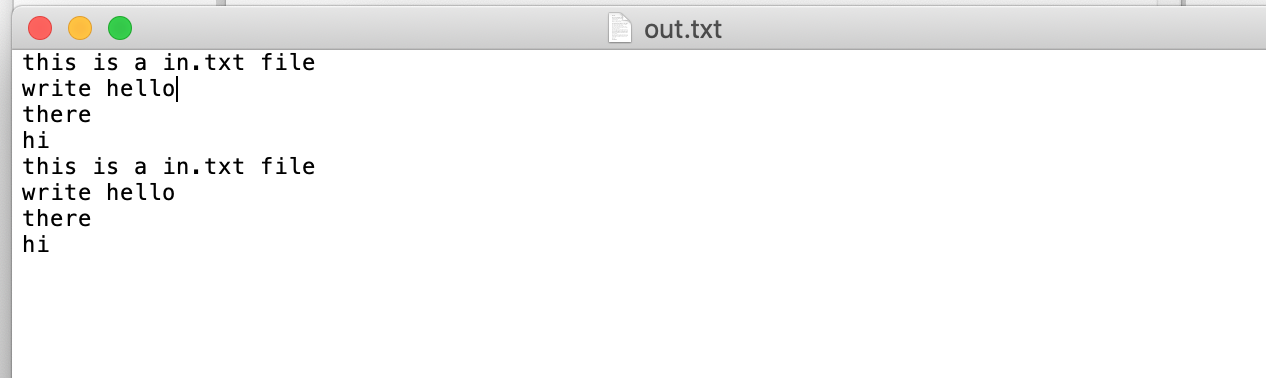 out.txt
this is a in.txt file
write hello
there
hi
this is a in.txt file
write hello
there
hi